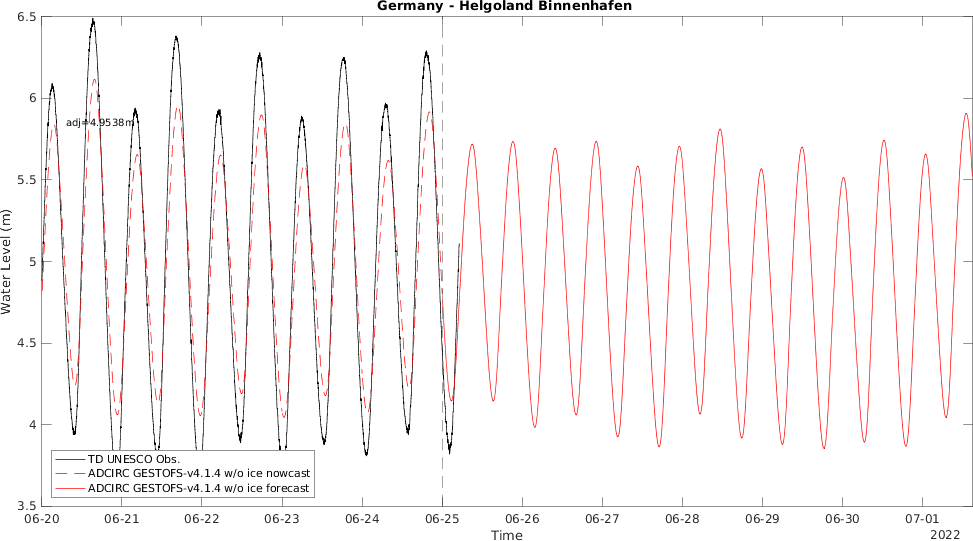 Germany - Helgoland Binnenhafen
6.5
6
5.5
5
4.5
4
3.5
Water Level (m)
adj=4.9538m
TD UNESCO Obs.
ADCIRC GESTOFS-v4.1.4 w/o ice nowcast
ADCIRC GESTOFS-v4.1.4 w/o ice forecast
06-20 06-21 06-22 06-23 06-24 06-25 06-26 06-27 06-28 06-29 06-30 07-01
Time
2022